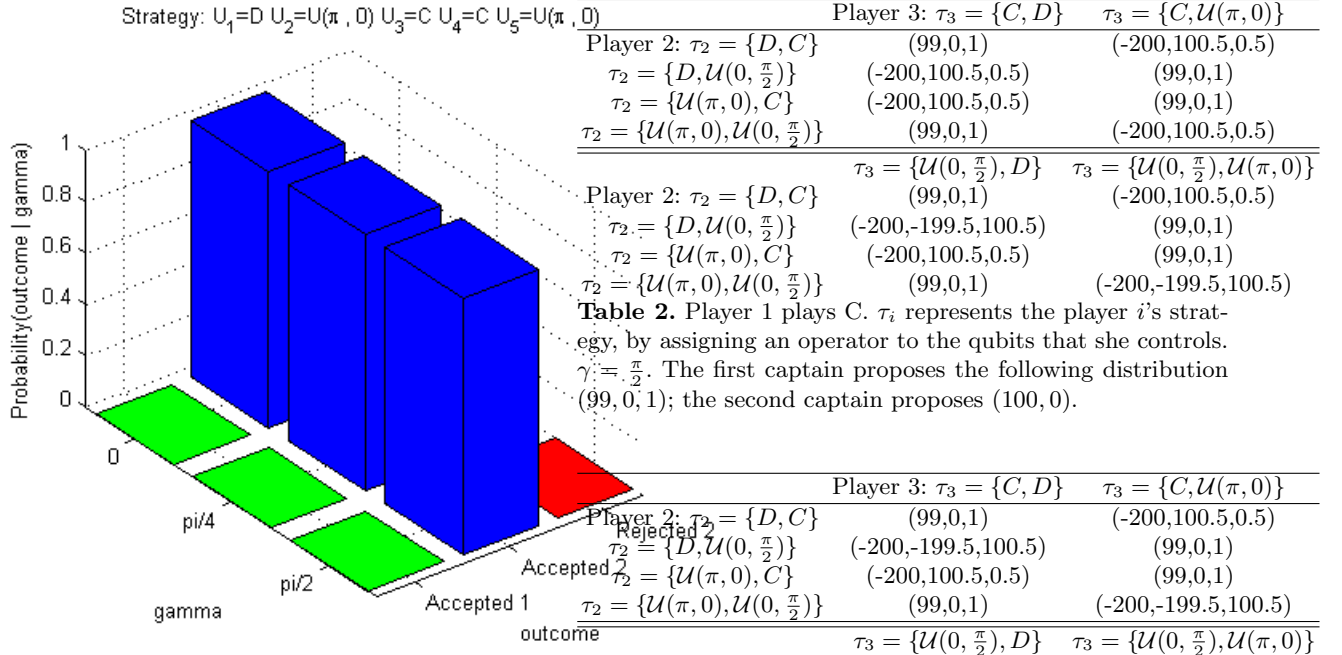 Strategy: U₁=D U₂=U(π , 0) U₃=C U₄=C U₅=U(π , 0)
Probability(outcome | gamma)
1
0.8
0.6
0.4
0.2
0
0
pi/4
pi/2
gamma
Accepted 1
Accepted 2
Rejected 2
outcome
Player 3: τ₃ = {C, D} τ₃ = {C, U(π, 0)}
Player 2: τ₂ = {D, C} (99,0,1) (-200,100.5,0.5)
τ₂ = {D, U(0, π/2)} (-200,100.5,0.5) (99,0,1)
τ₂ = {U(π, 0), C} (-200,100.5,0.5) (99,0,1)
τ₂ = {U(π, 0), U(0, π/2)} (99,0,1) (-200,100.5,0.5)
τ₃ = {U(0, π/2), D} τ₃ = {U(0, π/2), U(π, 0)}
Player 2: τ₂ = {D, C} (99,0,1) (-200,100.5,0.5)
τ₂ = {D, U(0, π/2)} (-200,-199.5,100.5) (99,0,1)
τ₂ = {U(π, 0), C} (-200,100.5,0.5) (99,0,1)
τ₂ = {U(π, 0), U(0, π/2)} (99,0,1) (-200,-199.5,100.5)
Table 2. Player 1 plays C. τᵢ represents the player i's strat-
egy, by assigning an operator to the qubits that she controls.
γ = π/2. The first captain proposes the following distribution
(99, 0, 1); the second captain proposes (100, 0).
Player 3: τ₃ = {C, D} τ₃ = {C, U(π, 0)}
Player 2: τ₂ = {D, C} (99,0,1) (-200,100.5,0.5)
τ₂ = {D, U(0, π/2)} (-200,-199.5,100.5) (99,0,1)
τ₂ = {U(π, 0), C} (-200,100.5,0.5) (99,0,1)
τ₂ = {U(π, 0), U(0, π/2)} (99,0,1) (-200,-199.5,100.5)
τ₃ = {U(0, π/2), D} τ₃ = {U(0, π/2), U(π, 0)}